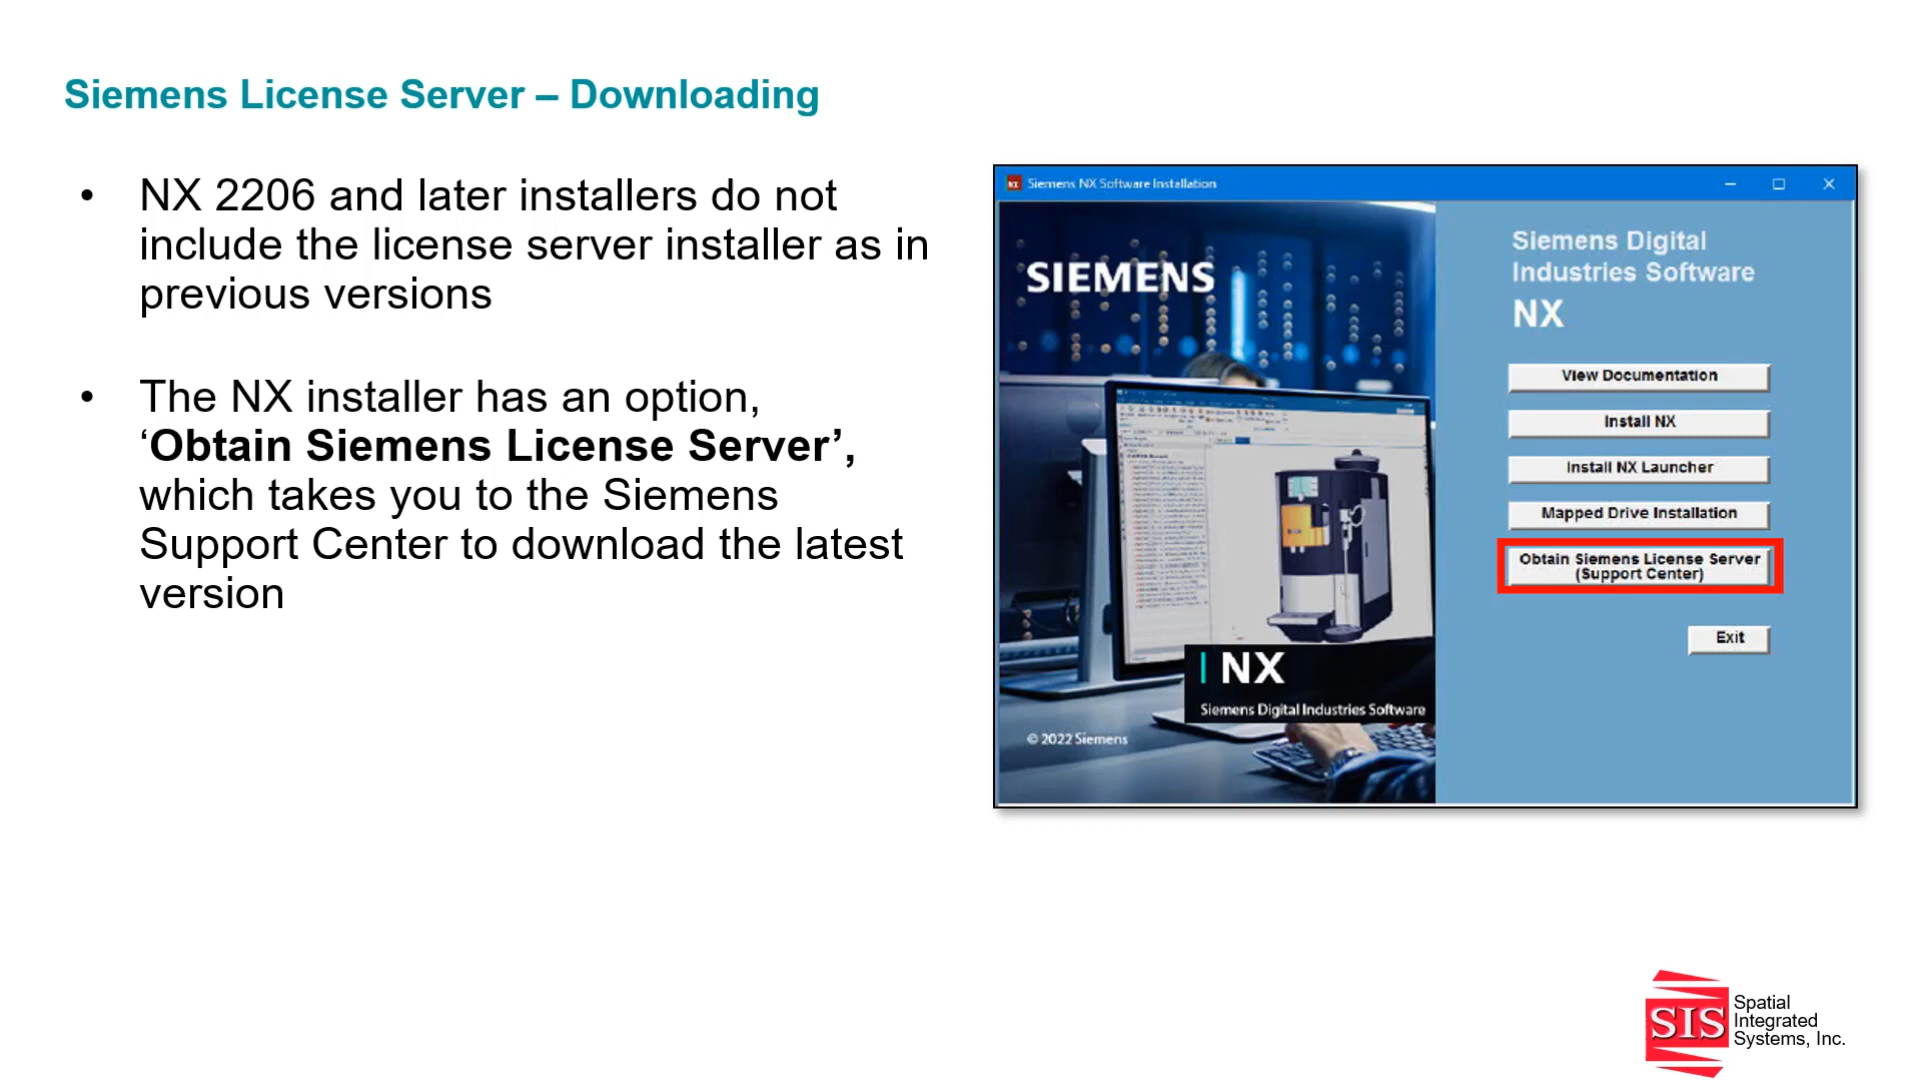 Siemens License Server – Downloading
• NX 2206 and later installers do not
include the license server installer as in
previous versions
• The NX installer has an option,
‘Obtain Siemens License Server’,
which takes you to the Siemens
Support Center to download the latest
version
NX Siemens NX Software Installation
SIEMENS
NX
Siemens Digital Industries Software
© 2022 Siemens
Siemens Digital
Industries Software
NX
View Documentation
Install NX
Install NX Launcher
Mapped Drive Installation
Obtain Siemens License Server
(Support Center)
Exit
SIS
Spatial
Integrated
Systems, Inc.